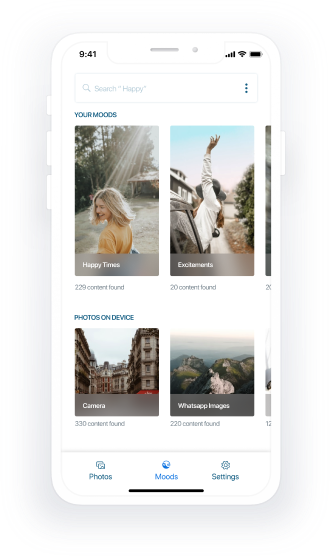 9:41
Search " Happy"
YOUR MOODS
Happy Times
Excitements
229 content found
20 content found
20
PHOTOS ON DEVICE
Camera
Whatsapp Images
330 content found
220 content found
12
Photos
Moods
Settings